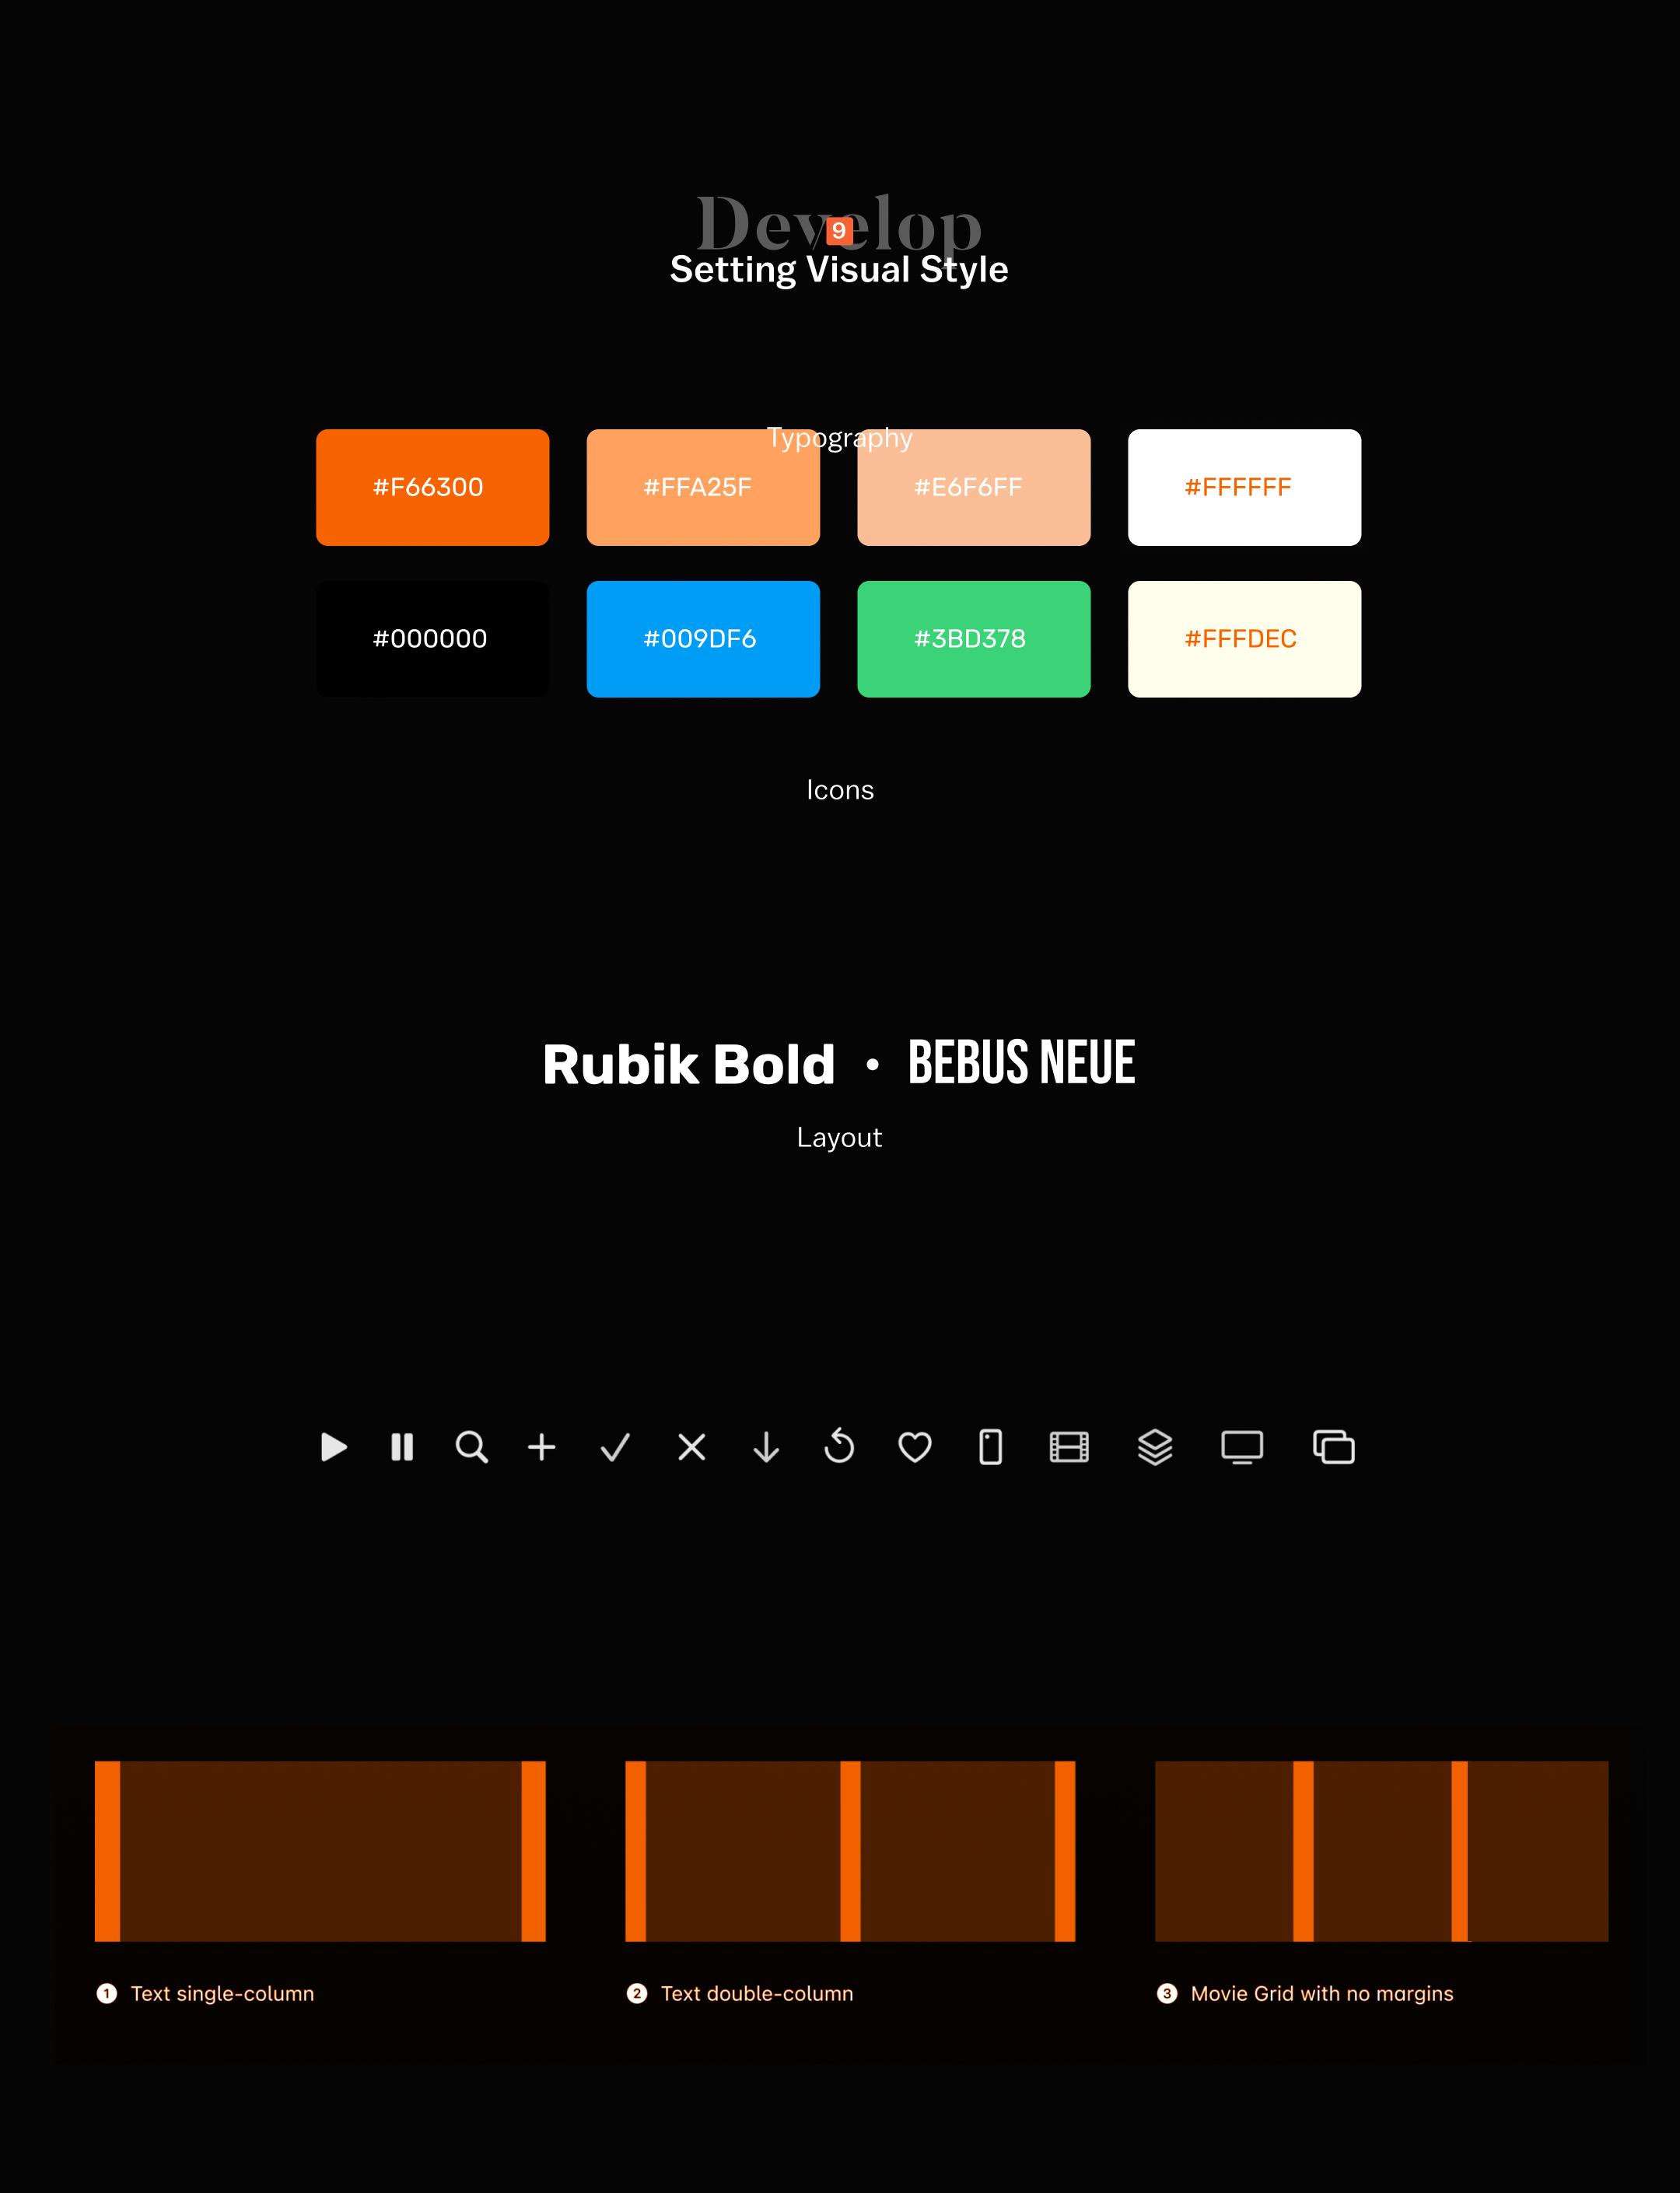 Develop
9
Setting Visual Style
Typography
#F66300
#FFA25F
#E6F6FF
#FFFFFF
#000000
#009DF6
#3BD378
#FFFDEC
Icons
Rubik Bold • BEBUS NEUE
Layout
1 Text single-column
2 Text double-column
3 Movie Grid with no margins